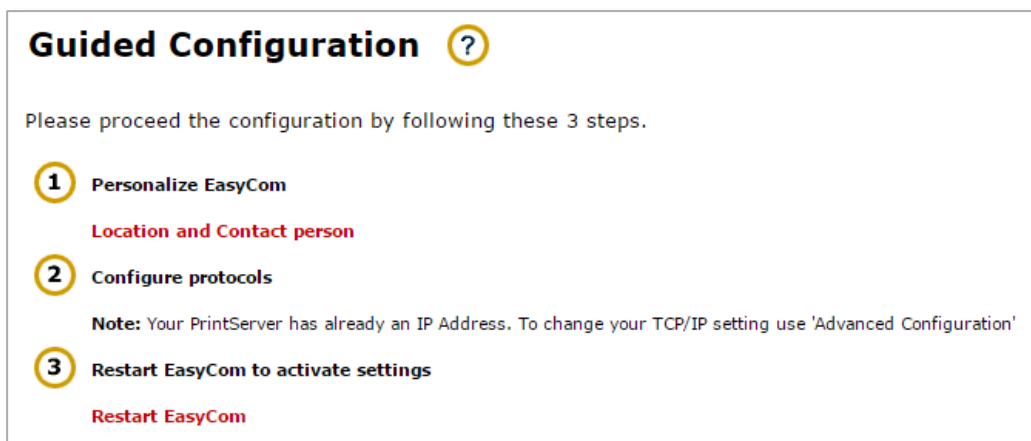 Guided Configuration ?
Please proceed the configuration by following these 3 steps.
1 Personalize EasyCom
Location and Contact person
2 Configure protocols
Note: Your PrintServer has already an IP Address. To change your TCP/IP setting use 'Advanced Configuration'
3 Restart EasyCom to activate settings
Restart EasyCom